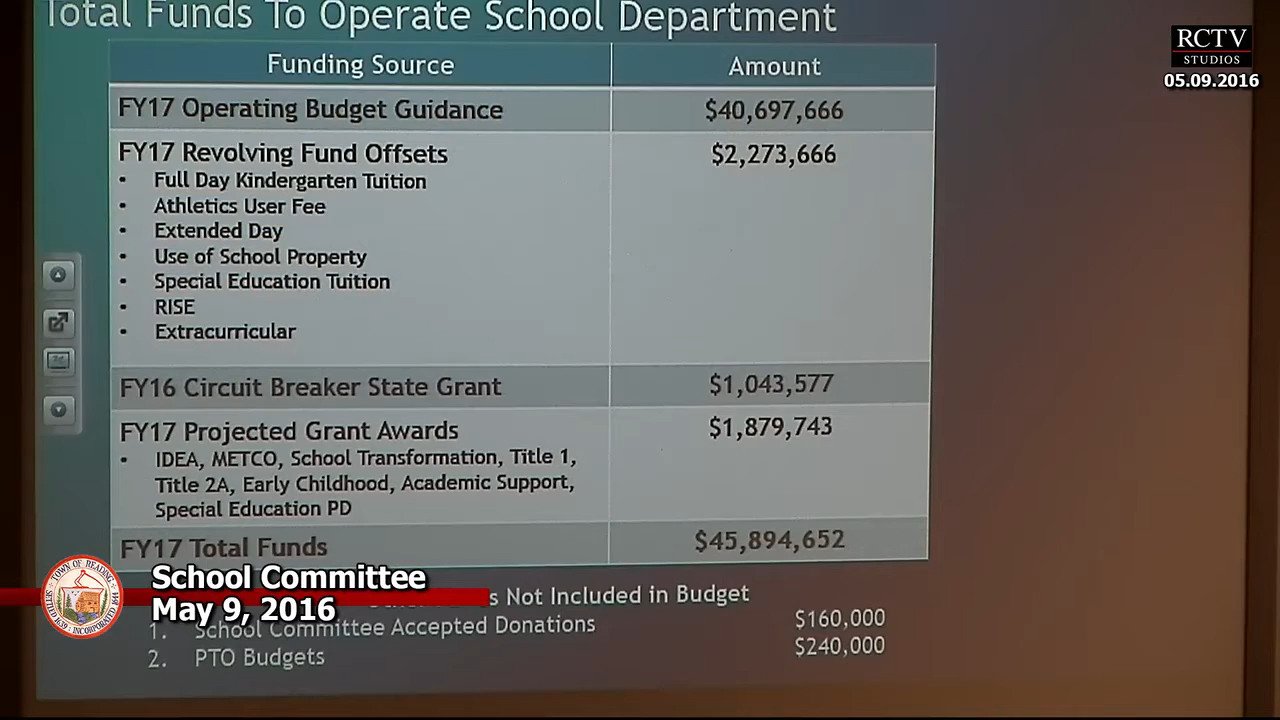 Total Funds To Operate School Department
RCTV
STUDIOS
05.09.2016
Funding Source Amount
FY17 Operating Budget Guidance $40,697,666
FY17 Revolving Fund Offsets $2,273,666
• Full Day Kindergarten Tuition
• Athletics User Fee
• Extended Day
• Use of School Property
• Special Education Tuition
• RISE
• Extracurricular
FY16 Circuit Breaker State Grant $1,043,577
FY17 Projected Grant Awards $1,879,743
• IDEA, METCO, School Transformation, Title 1,
Title 2A, Early Childhood, Academic Support,
Special Education PD
FY17 Total Funds $45,894,652
TOWN OF READING
School Committee
May 9, 2016
s Not Included in Budget
1. School Committee Accepted Donations $160,000
2. PTO Budgets $240,000